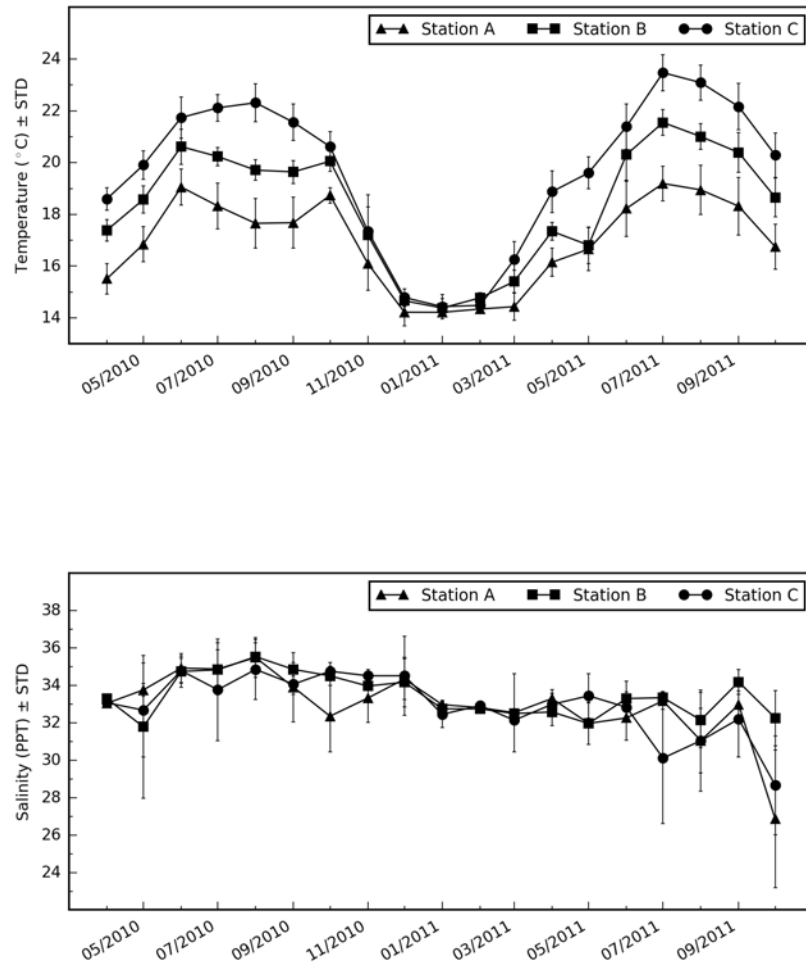 Station A Station B Station C
Temperature (°C) ± STD
24
22
20
18
16
14
05/2010 07/2010 09/2010 11/2010 01/2011 03/2011 05/2011 07/2011 09/2011
Station A Station B Station C
Salinity (PPT) ± STD
38
36
34
32
30
28
26
24
05/2010 07/2010 09/2010 11/2010 01/2011 03/2011 05/2011 07/2011 09/2011